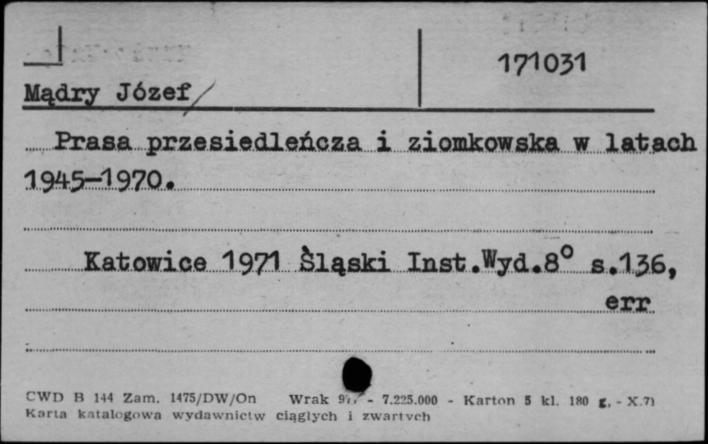 171031
Mądry Józef
Prasa przesiedleńcza i ziomkowska w latach
1945-1970.
Katowice 1971 Śląski Inst.Wyd.8° s.136,
err
CWD B 144 Zam. 1475/DW/On Wrak - 7.225.000 - Karton 5 kl. 180 g. - X.71
Karta katalogowa wydawnictw ciągłych i zwartych